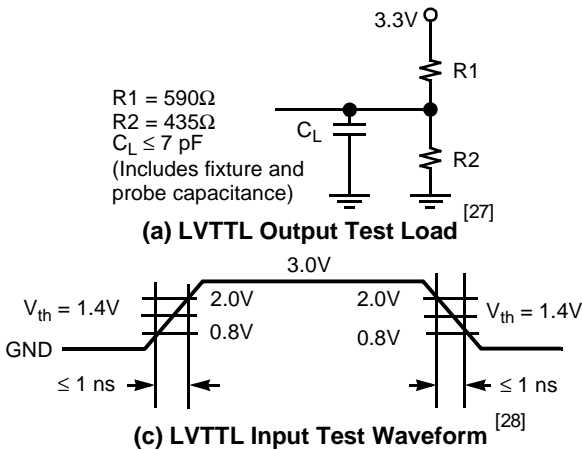 3.3V
R1
R1 = 590Ω
R2 = 435Ω
C_L ≤ 7 pF
(Includes fixture and
probe capacitance)
C_L
R2
(a) LVTTL Output Test Load [27]
3.0V
V_th = 1.4V
2.0V
2.0V
V_th = 1.4V
0.8V
0.8V
GND
≤ 1 ns
≤ 1 ns
(c) LVTTL Input Test Waveform [28]